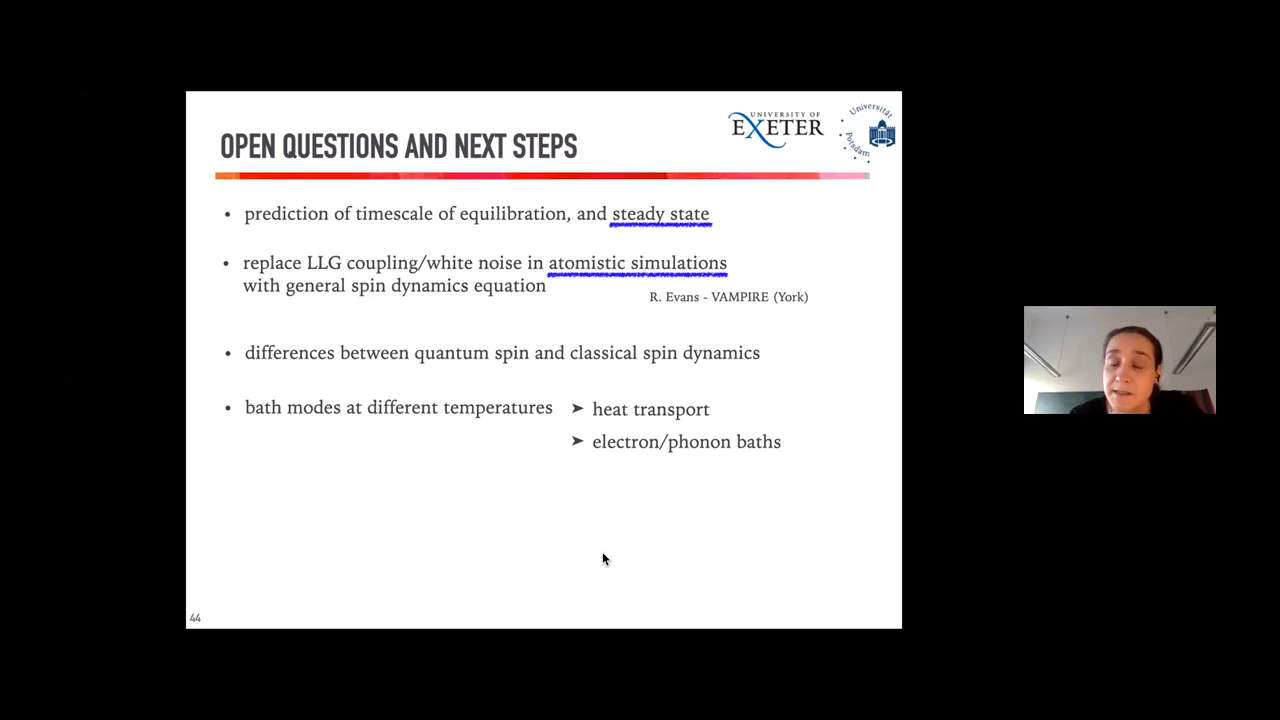 UNIVERSITY OF
EXETER
Universität
Potsdam
OPEN QUESTIONS AND NEXT STEPS
• prediction of timescale of equilibration, and steady state
• replace LLG coupling/white noise in atomistic simulations
with general spin dynamics equation
R. Evans - VAMPIRE (York)
• differences between quantum spin and classical spin dynamics
• bath modes at different temperatures ➤ heat transport
➤ electron/phonon baths
44